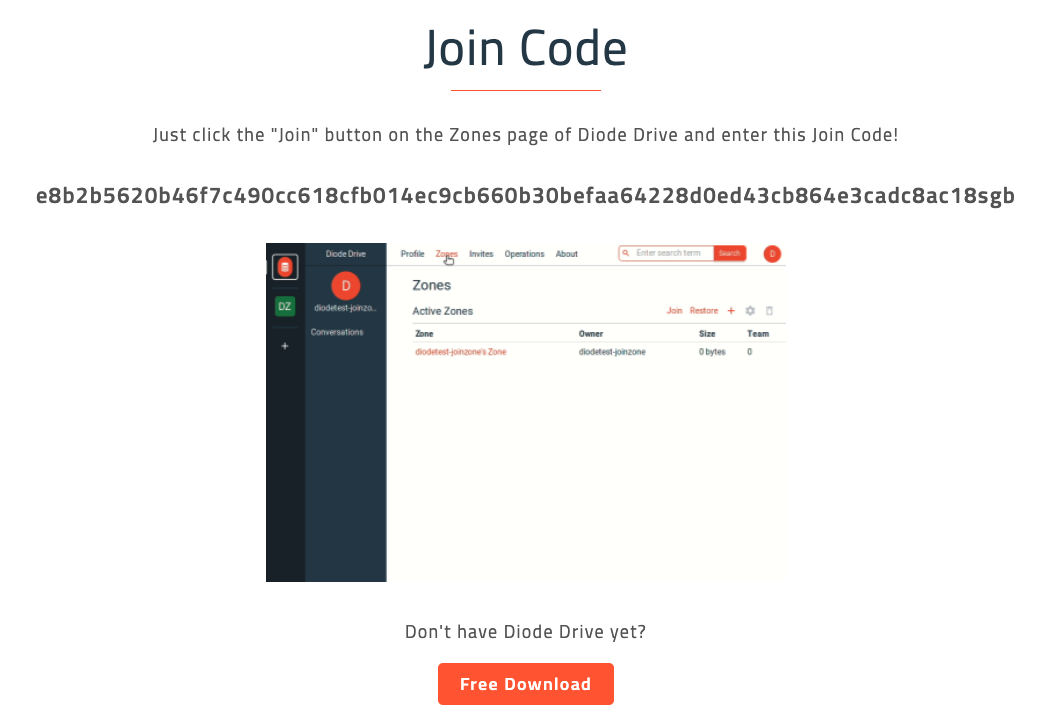 Join Code
Just click the "Join" button on the Zones page of Diode Drive and enter this Join Code!
e8b2b5620b46f7c490cc618cfb014ec9cb660b30befaa64228d0ed43cb864e3cadc8ac18sgb
Diode Drive
Profile Zones Invites Operations About
Enter search term Search D
D
DZ
diodetest-joinzo...
Conversations
+
Zones
Active Zones Join Restore +
Zone Owner Size Team
diodetest-joinzone's Zone diodetest-joinzone 0 bytes 0
Don't have Diode Drive yet?
Free Download